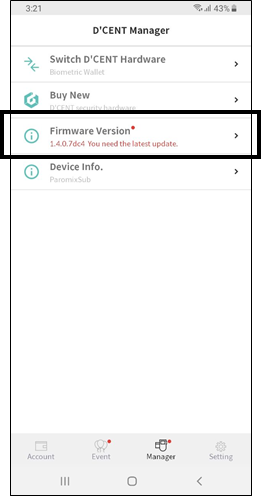 3:21 43%
D'CENT Manager
Switch D'CENT Hardware
Biometric Wallet
Buy New
D'CENT security hardware
Firmware Version
1.4.0.7dc4 You need the latest update.
Device Info.
ParomixSub
Account Event Manager Setting